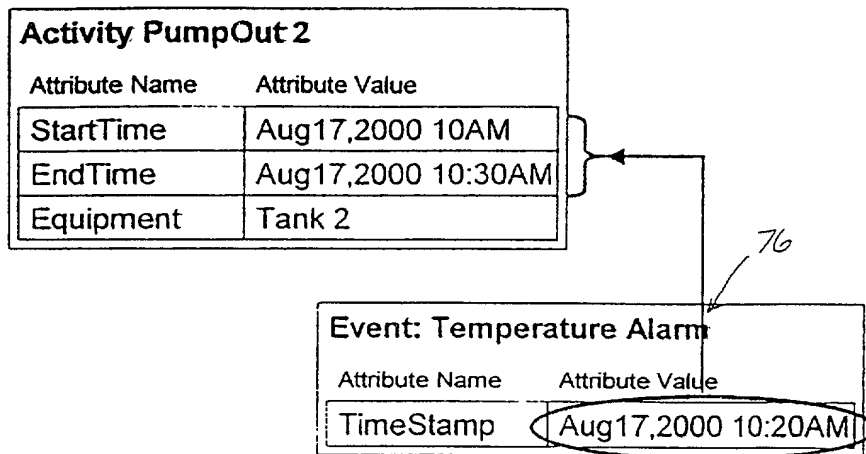 Activity PumpOut 2
Attribute Name Attribute Value
StartTime Aug17,2000 10AM
EndTime Aug17,2000 10:30AM
Equipment Tank 2
76
Event: Temperature Alarm
Attribute Name Attribute Value
TimeStamp Aug17,2000 10:20AM